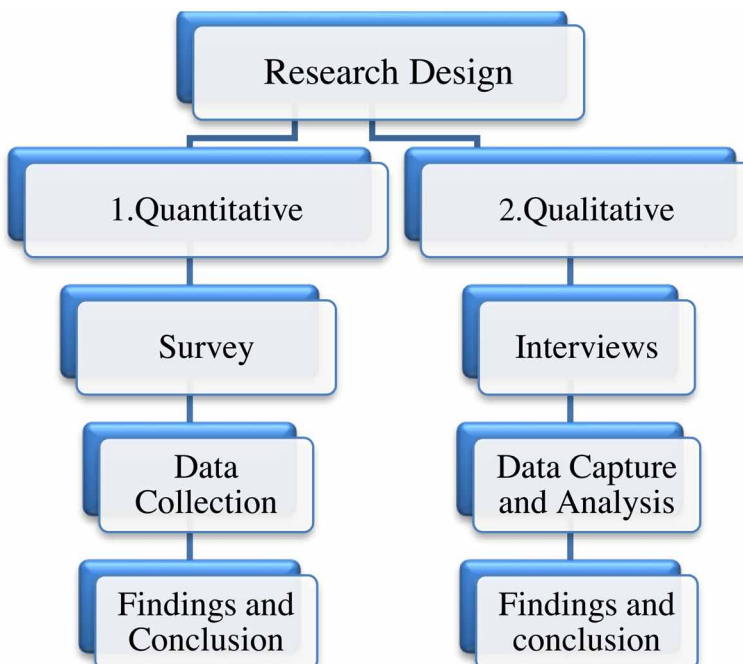 Research Design
1.Quantitative
2.Qualitative
Survey
Interviews
Data
Collection
Data Capture
and Analysis
Findings and
Conclusion
Findings and
conclusion